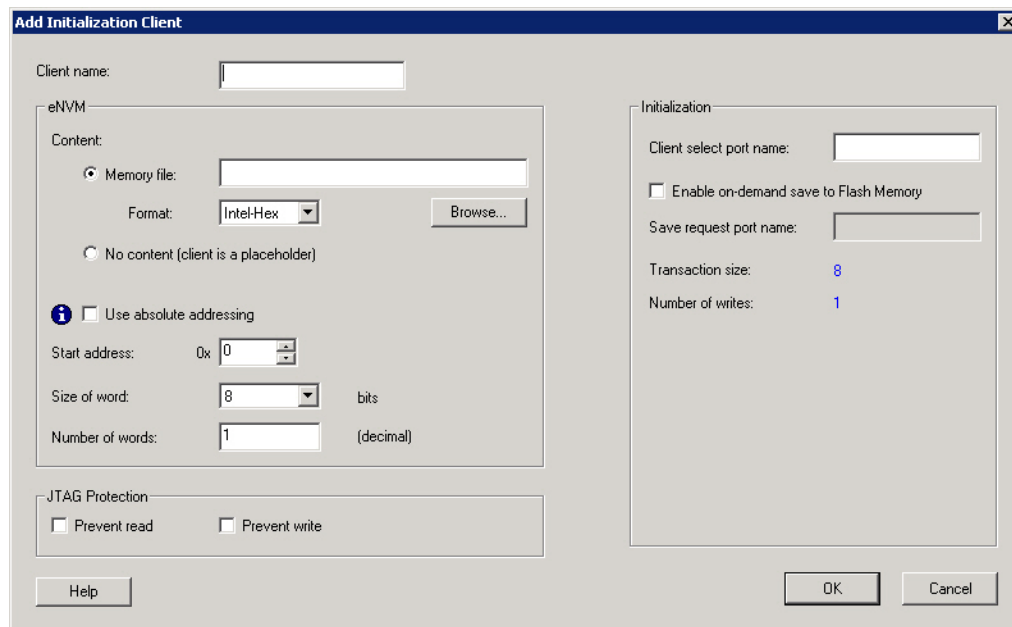 Add Initialization Client
Client name:
eNVM
Content:
Memory file:
Format: Intel-Hex Browse...
No content (client is a placeholder)
Use absolute addressing
Start address: 0x 0
Size of word: 8 bits
Number of words: 1 (decimal)
JTAG Protection
Prevent read Prevent write
Help
Initialization
Client select port name:
Enable on-demand save to Flash Memory
Save request port name:
Transaction size: 8
Number of writes: 1
OK Cancel